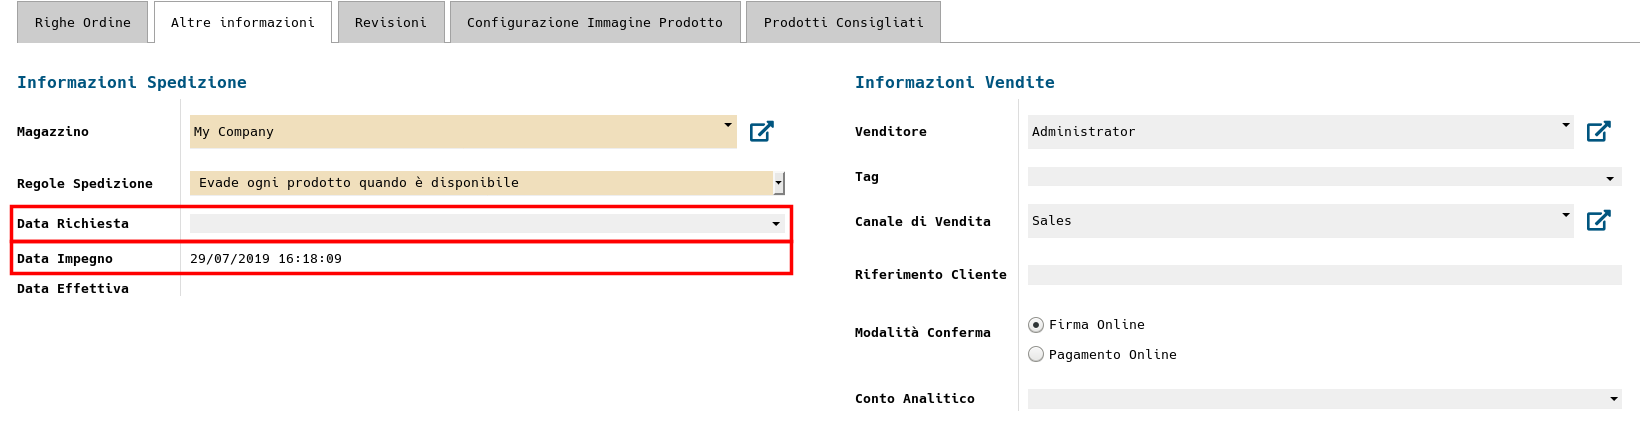 Righe Ordine
Altre informazioni
Revisioni
Configurazione Immagine Prodotto
Prodotti Consigliati
Informazioni Spedizione
Magazzino
My Company
Regole Spedizione
Evade ogni prodotto quando è disponibile
Data Richiesta
Data Impegno
29/07/2019 16:18:09
Data Effettiva
Informazioni Vendite
Venditore
Administrator
Tag
Canale di Vendita
Sales
Riferimento Cliente
Modalità Conferma
Firma Online
Pagamento Online
Conto Analitico